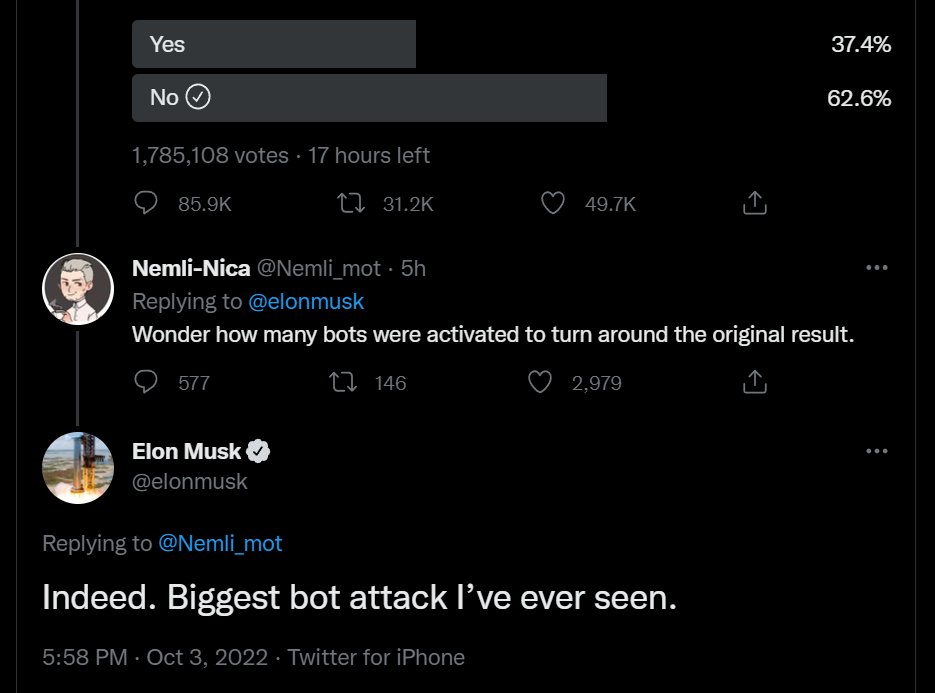 Yes 37.4%
No 62.6%
1,785,108 votes · 17 hours left
85.9K 31.2K 49.7K
Nemli-Nica @Nemli_mot · 5h
Replying to @elonmusk
Wonder how many bots were activated to turn around the original result.
577 146 2,979
Elon Musk
@elonmusk
Replying to @Nemli_mot
Indeed. Biggest bot attack I’ve ever seen.
5:58 PM · Oct 3, 2022 · Twitter for iPhone